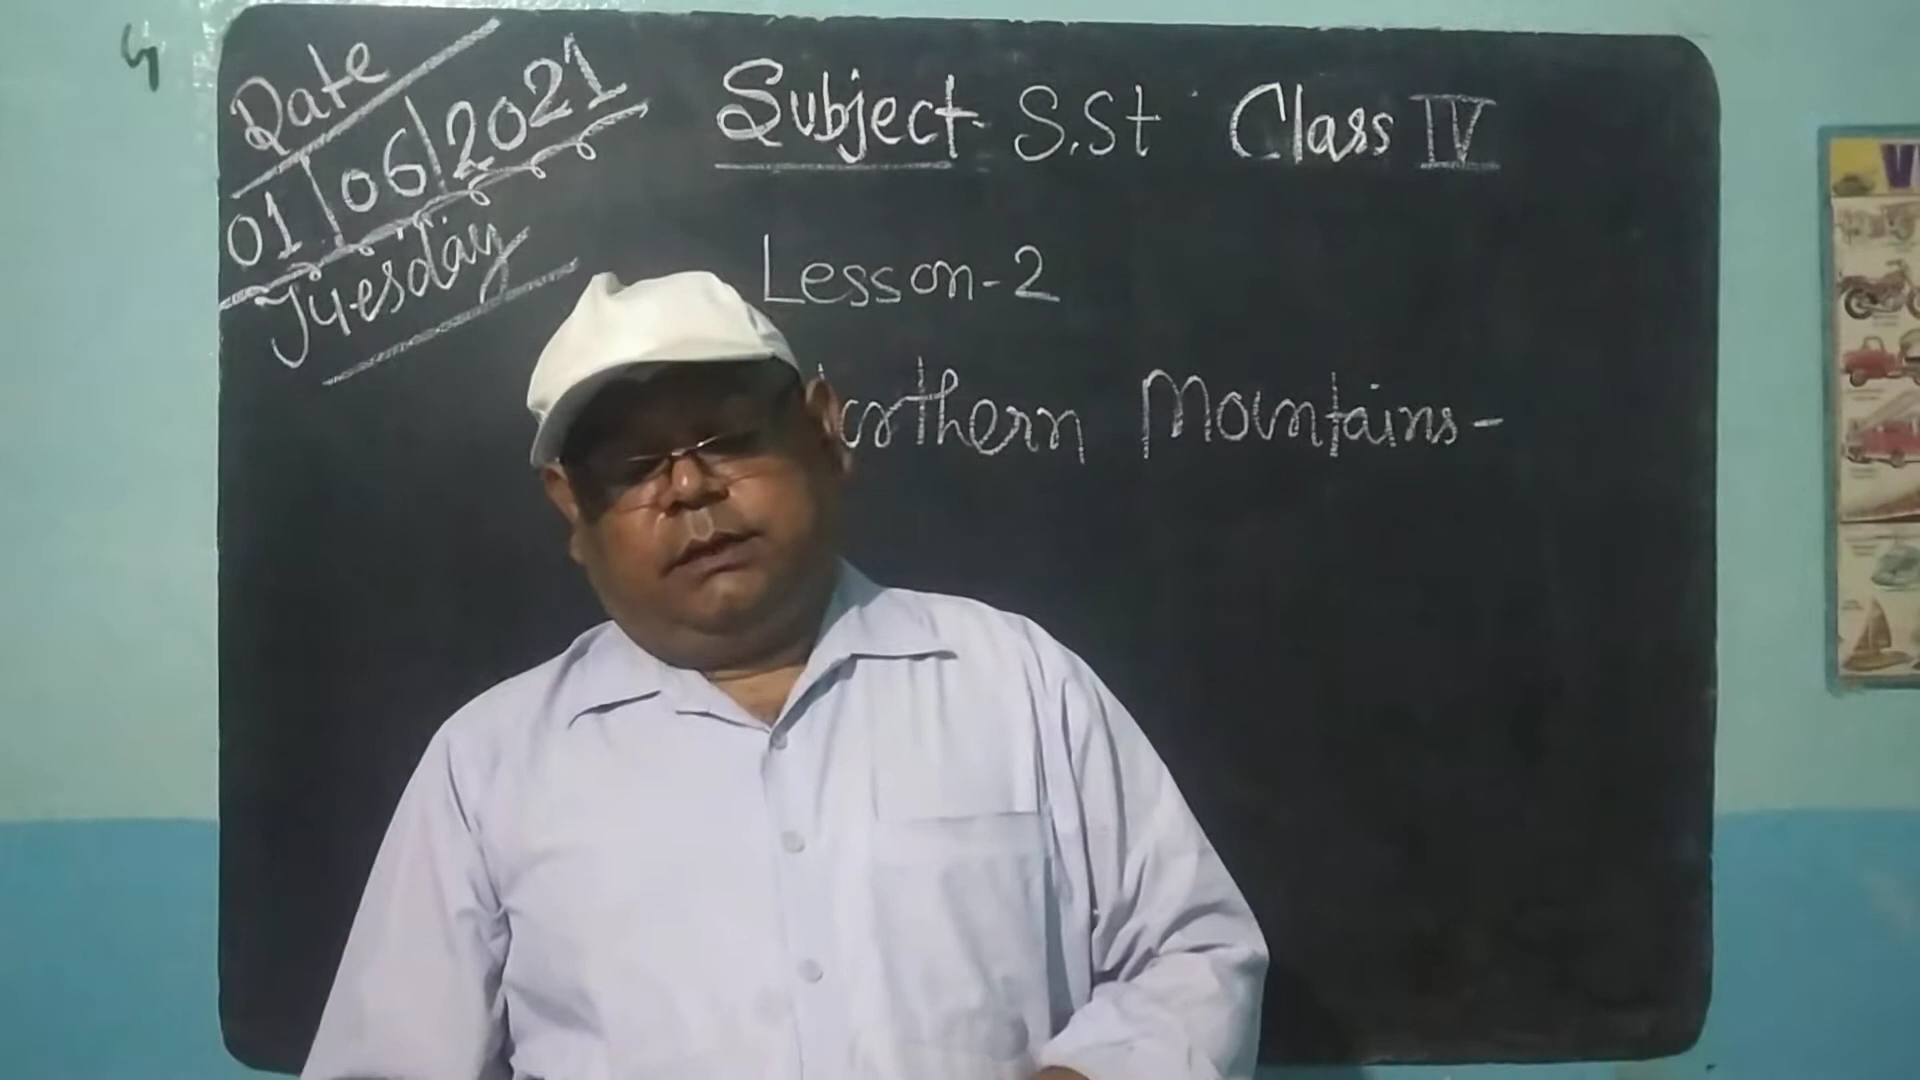 Date
01/06/2021
Tuesday
Subject- S.St Class IV
Lesson-2
Northern Mountains-